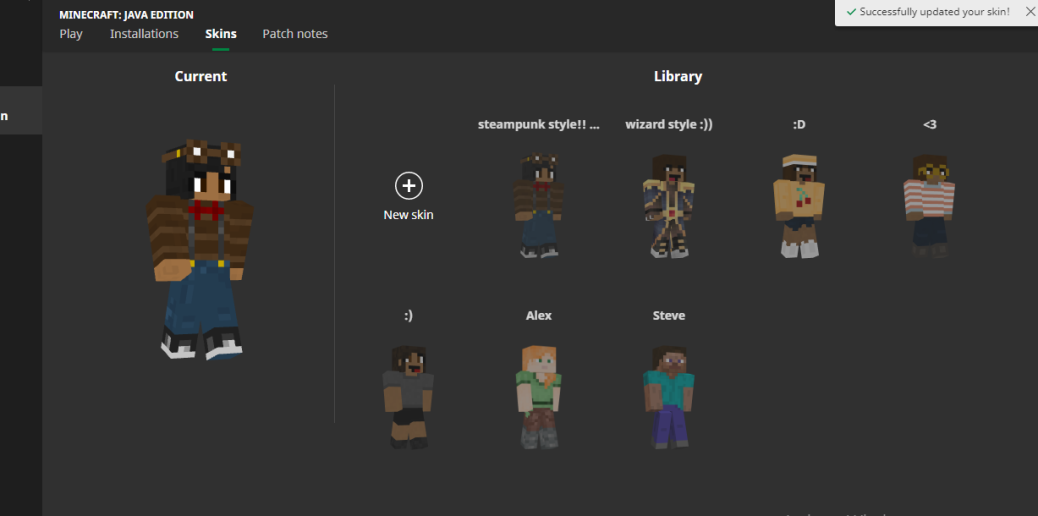 MINECRAFT: JAVA EDITION
Successfully updated your skin!
Play Installations Skins Patch notes
n
Current
Library
steampunk style!! ...
wizard style :))
:D
<3
New skin
:)
Alex
Steve